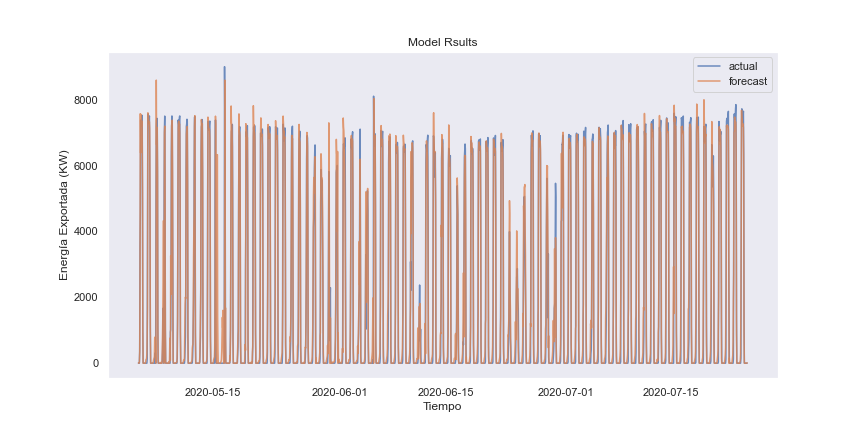 Model Rsults
actual
forecast
8000
6000
4000
2000
0
Energía Exportada (KW)
2020-05-15
2020-06-01
2020-06-15
2020-07-01
2020-07-15
Tiempo